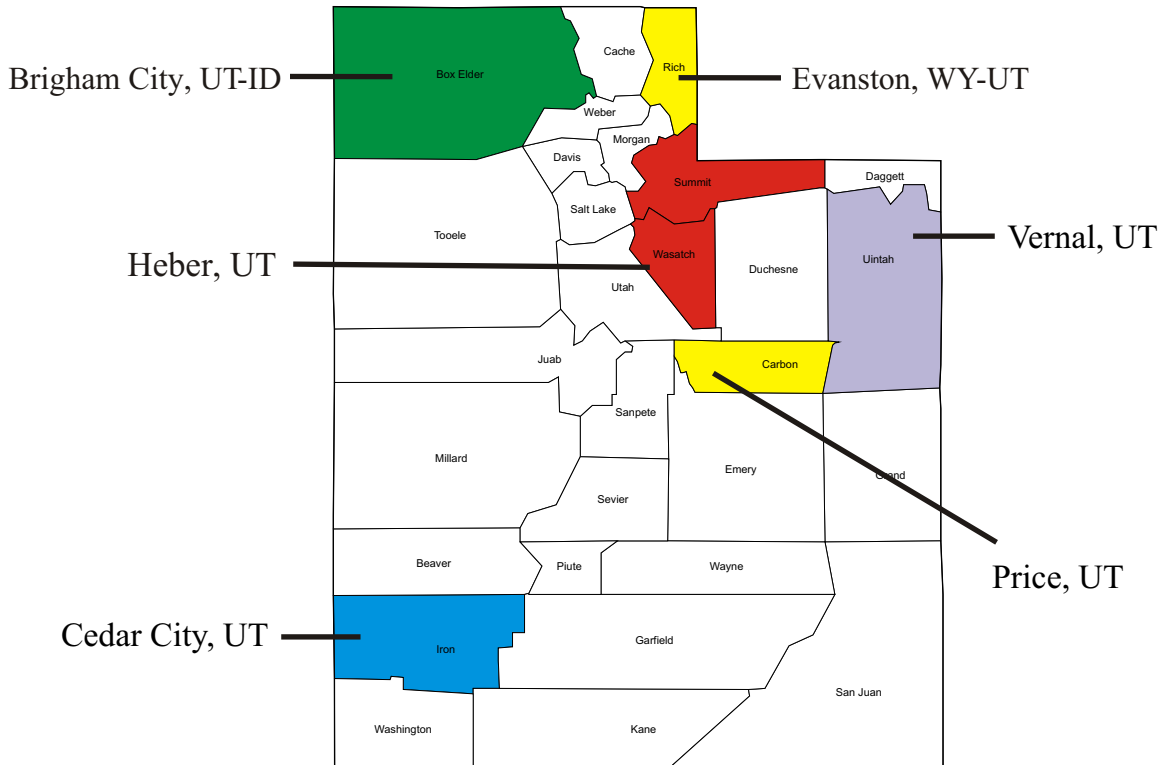 Cache
Brigham City, UT-ID
Box Elder
Rich
Evanston, WY-UT
Weber
Morgan
Davis
Summit
Daggett
Salt Lake
Tooele
Vernal, UT
Heber, UT
Wasatch
Uintah
Duchesne
Utah
Juab
Carbon
Sanpete
Millard
Emery
Grand
Sevier
Beaver
Piute
Wayne
Price, UT
Cedar City, UT
Iron
Garfield
San Juan
Washington
Kane